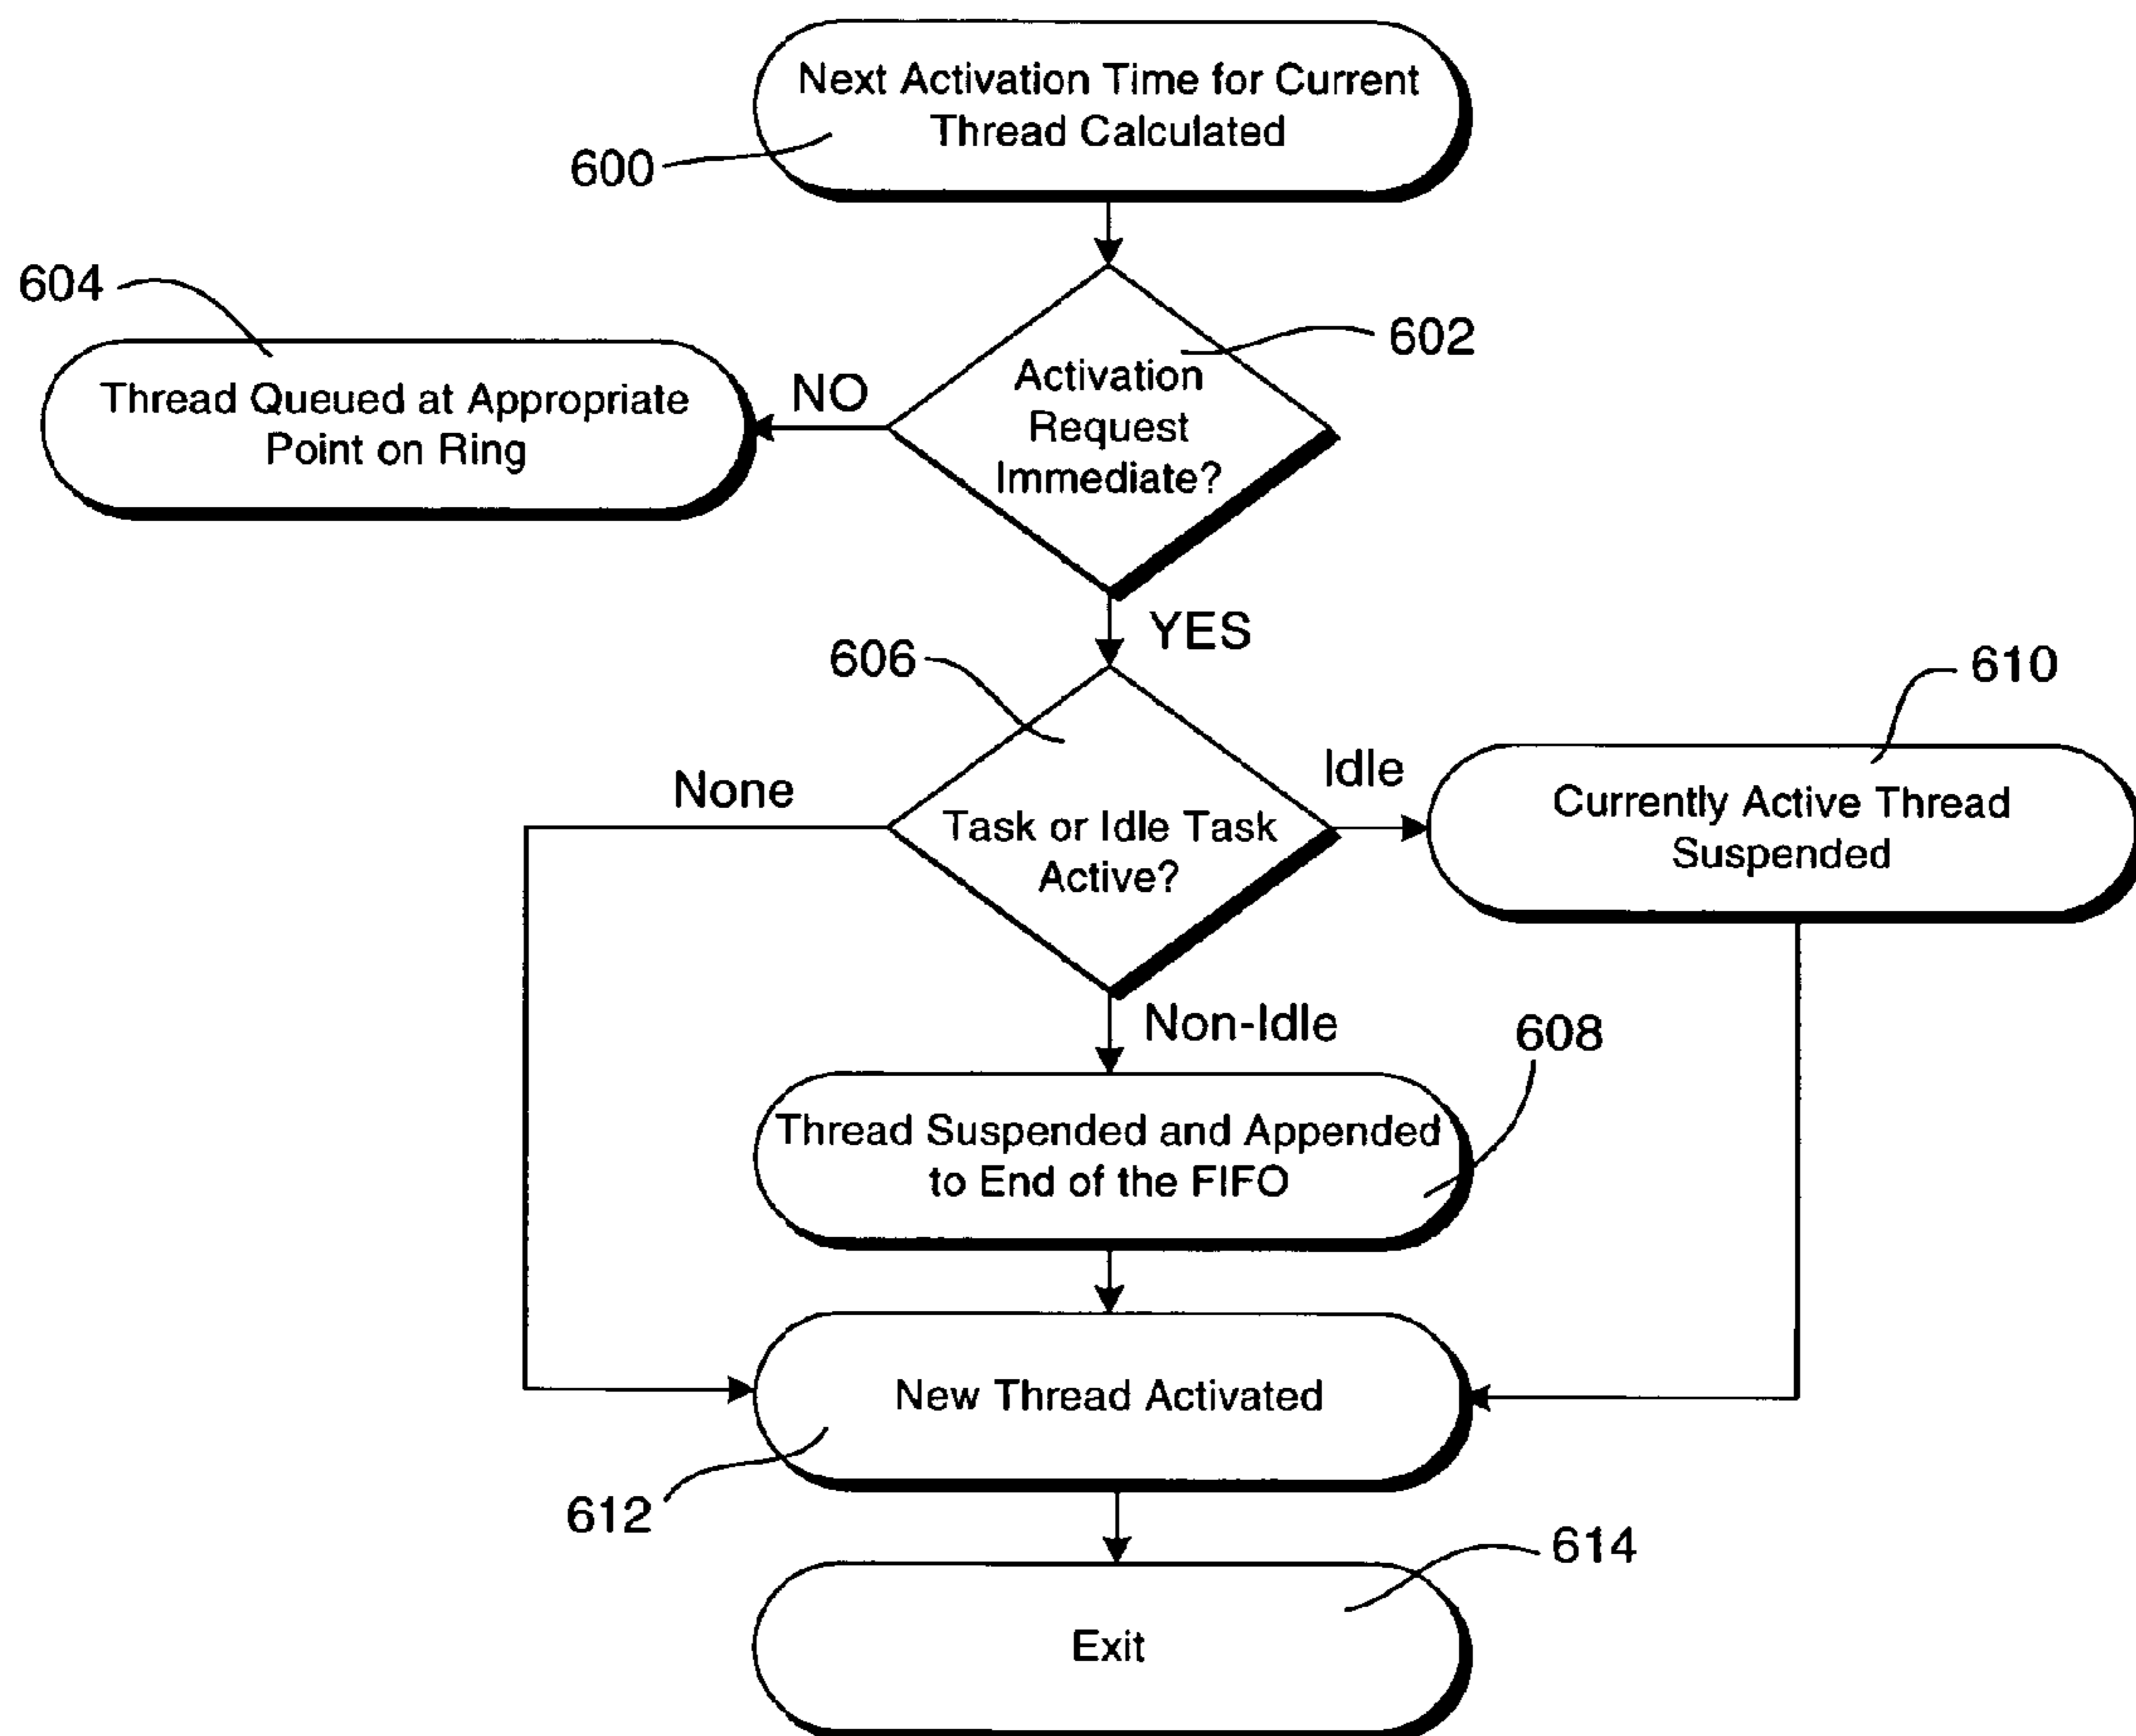 Next Activation Time for Current
Thread Calculated
600
604
602
Activation
Request
Immediate?
NO
Thread Queued at Appropriate
Point on Ring
YES
606
610
None
Idle
Task or Idle Task
Active?
Currently Active Thread
Suspended
Non-Idle
608
Thread Suspended and Appended
to End of the FIFO
New Thread Activated
612
614
Exit